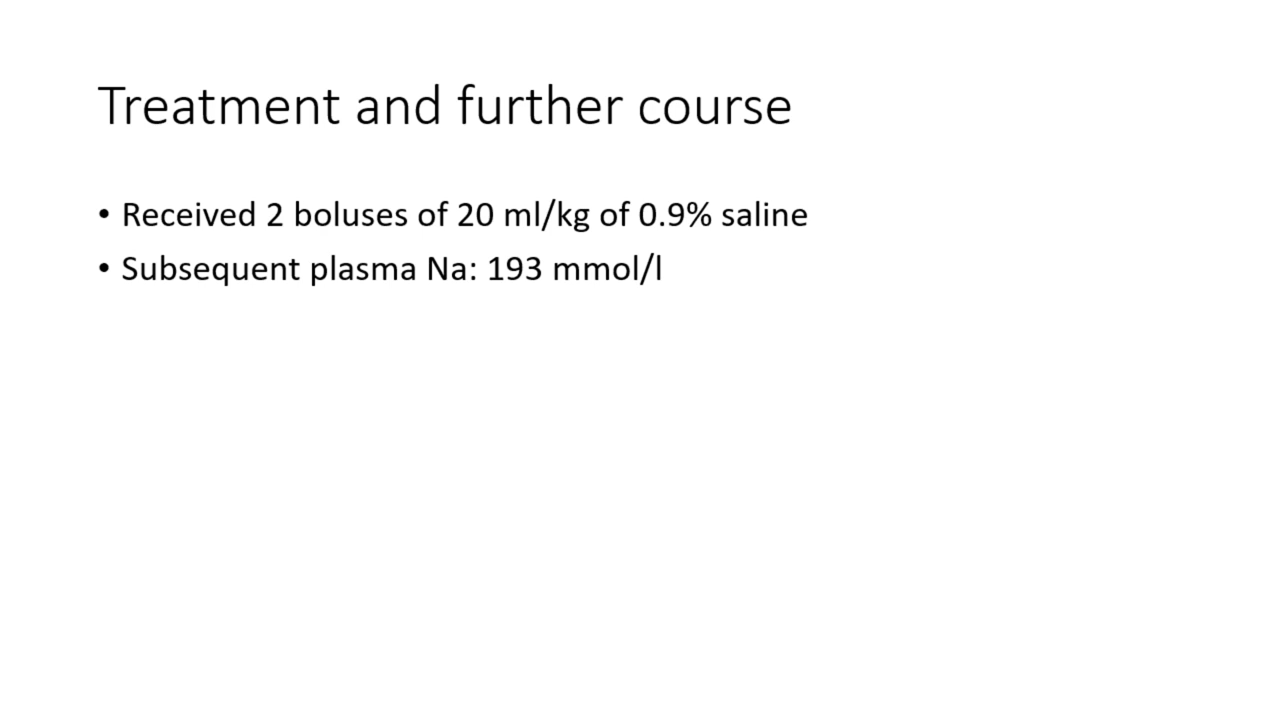 Treatment and further course
• Received 2 boluses of 20 ml/kg of 0.9% saline
• Subsequent plasma Na: 193 mmol/l